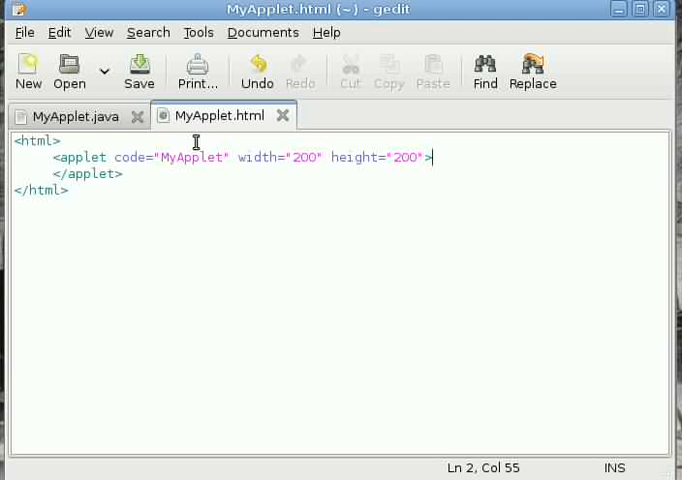 MyApplet.html (~) - gedit
File Edit View Search Tools Documents Help
New Open Save Print... Undo Redo Cut Copy Paste Find Replace
MyApplet.java MyApplet.html
<html>
<applet code="MyApplet" width="200" height="200">
</applet>
</html>
Ln 2, Col 55 INS